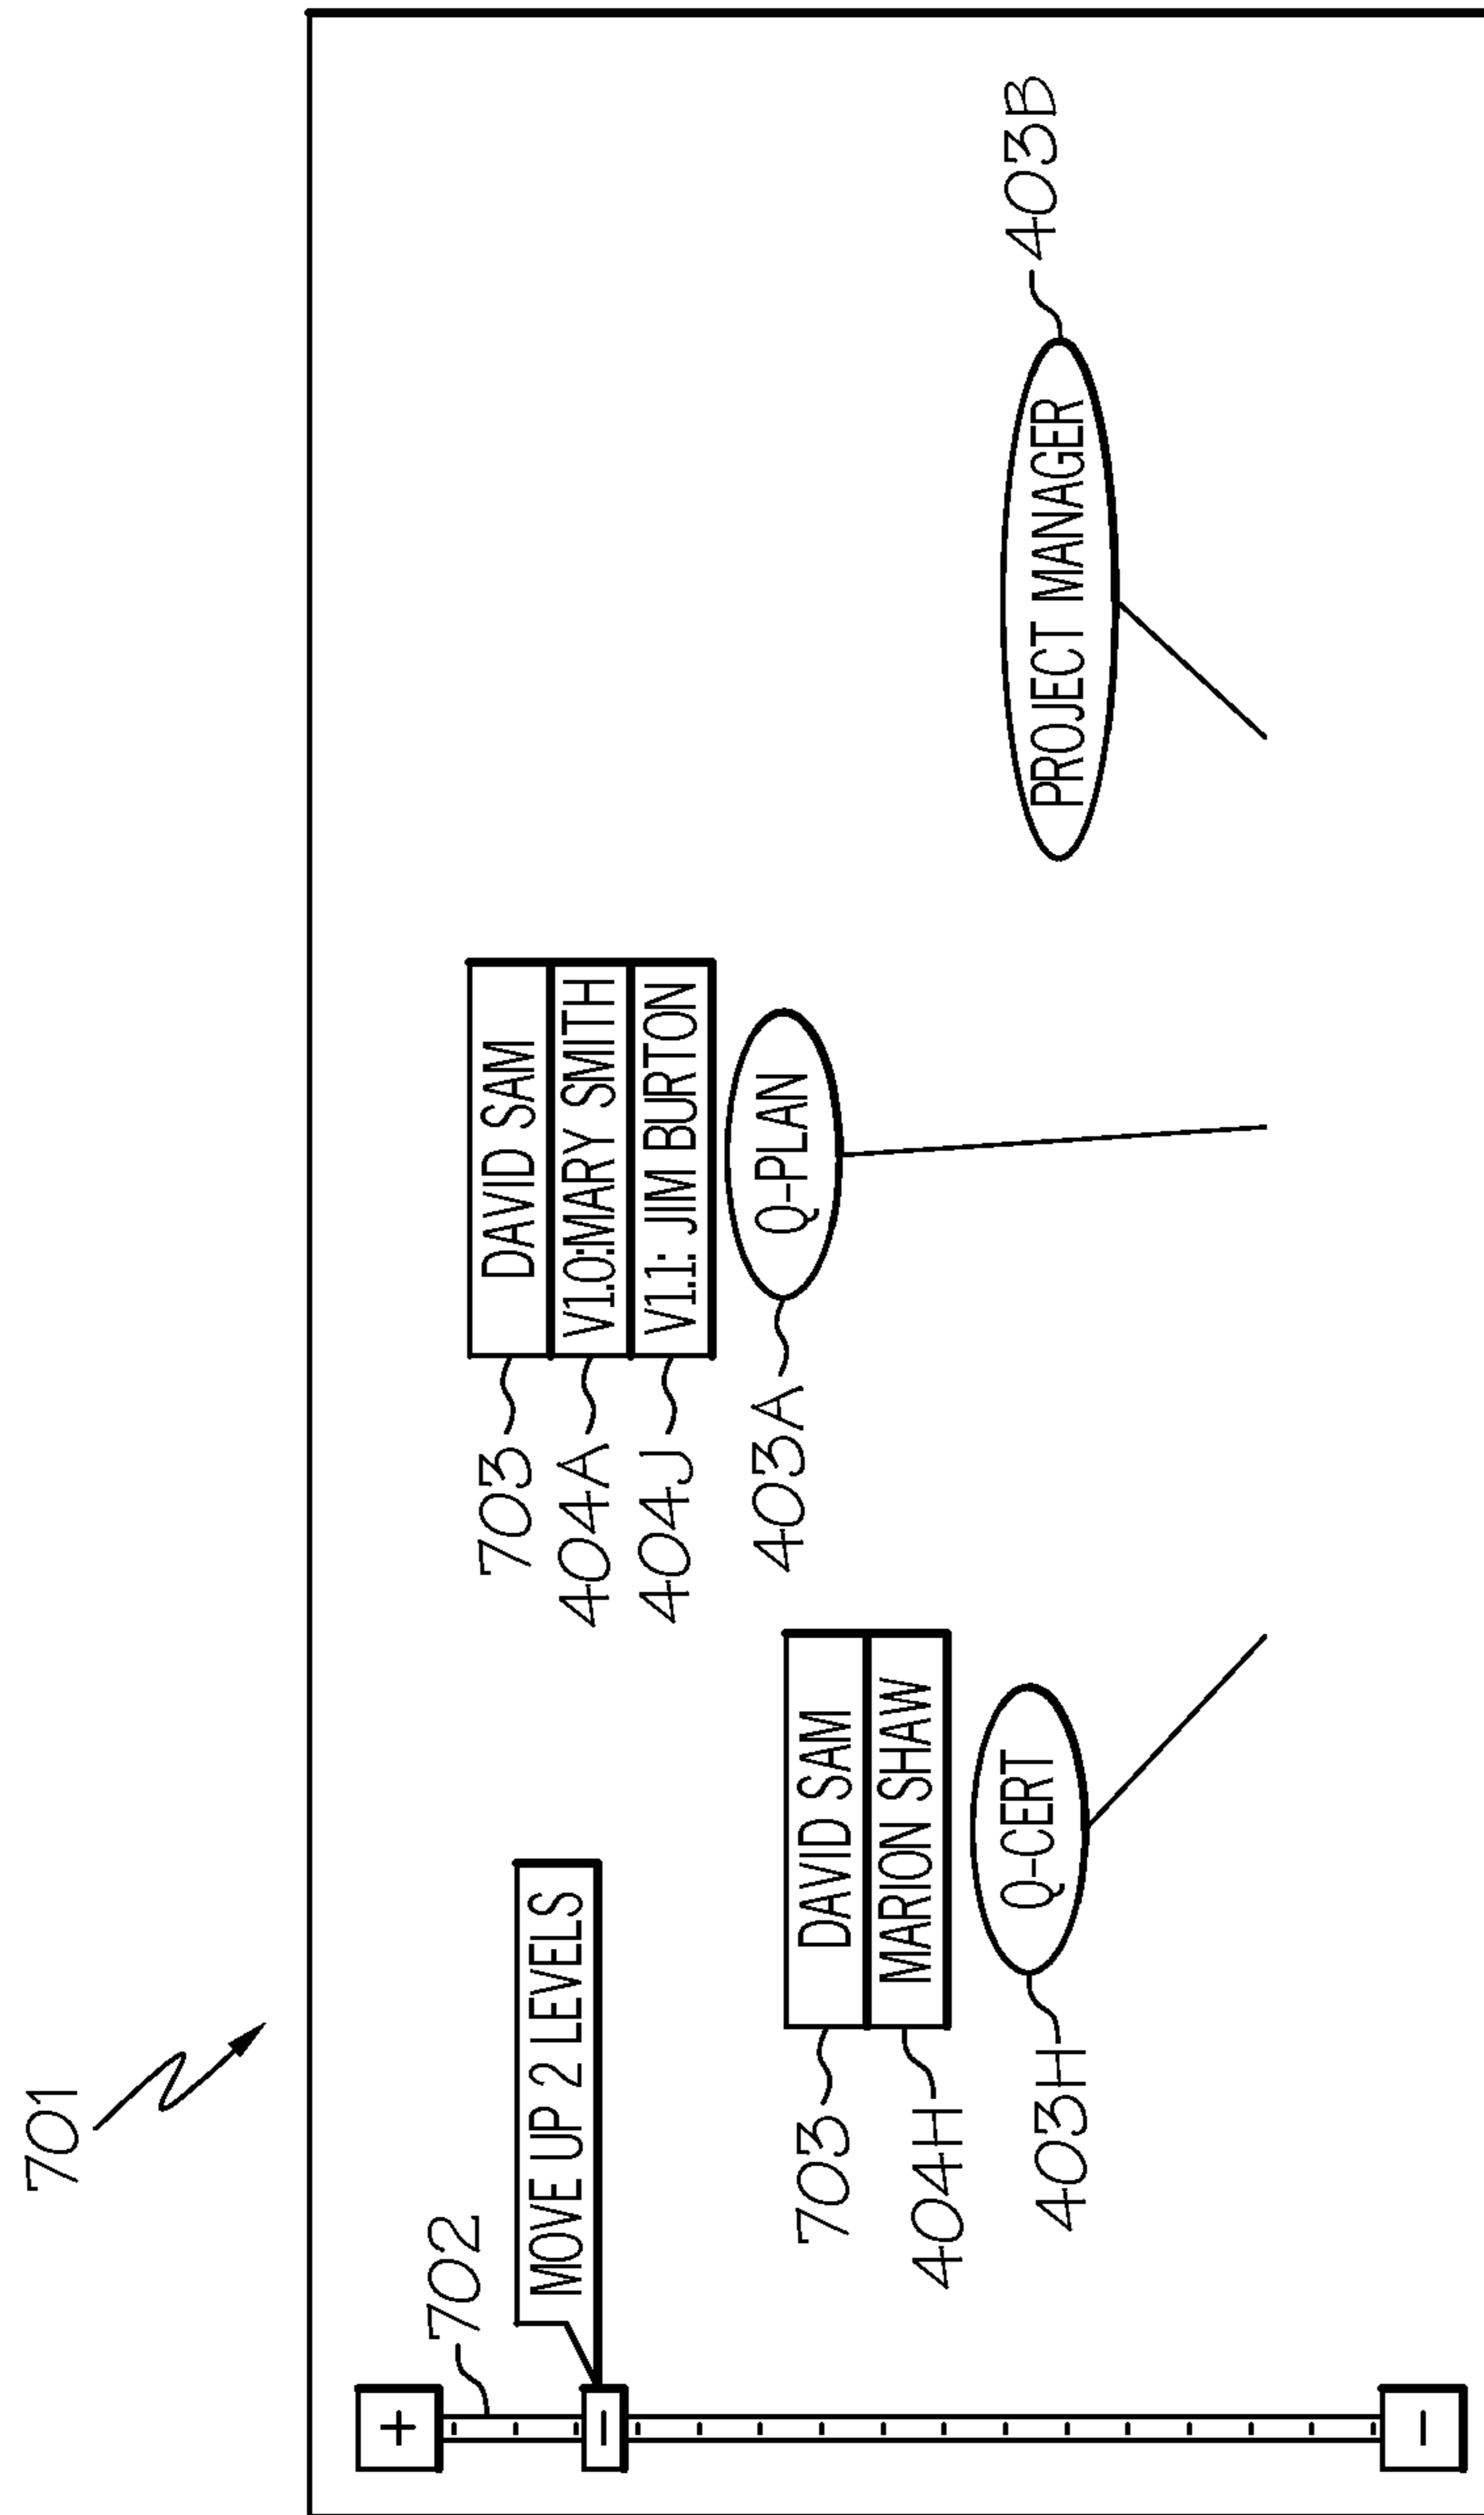 701
702
+
MOVE UP 2 LEVELS
–
–
703
DAVID SAM
404A
V1.0:MARY SMITH
404J
V1.1: JIM BURTON
403A
Q-PLAN
703
DAVID SAM
404H
MARION SHAW
403H
Q-CERT
PROJECT MANAGER
403B